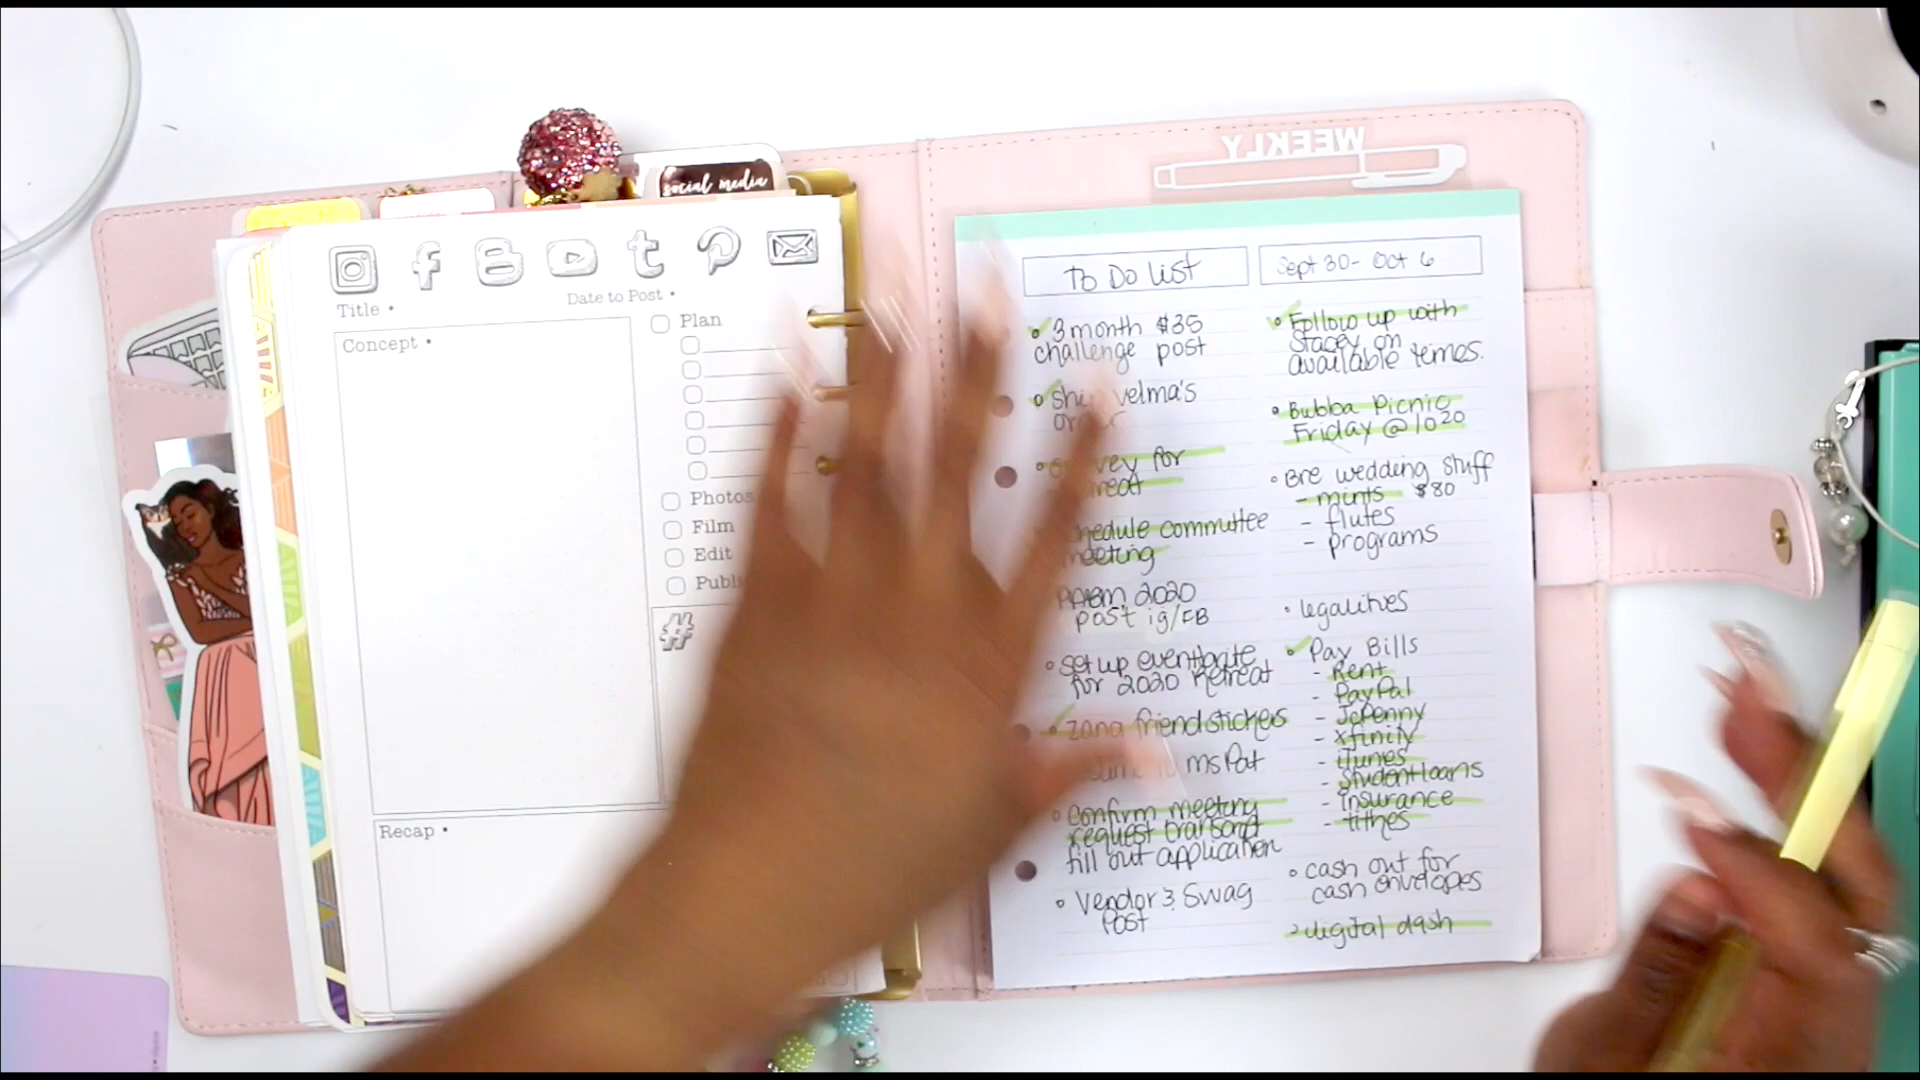 WEEKLY
social media
Title •
Date to Post •
Concept •
Plan
Photos
Film
Edit
Publi
#
Recap •
To Do List
3 month $35
challenge post
velma's
for
schedule committee
meeting
2020
post ig/FB
set up eventbrite
for 2020 Retreat
zana friend stickers
ms Pat
Confirm meeting
request transcript
fill out application
Vendor & Swag
Post
Sept 30 - Oct 6
Follow up with
Stacey on
available times.
Bubba Picnic
Friday @ 10 20
Bre wedding stuff
- mints $80
- flutes
- programs
legalities
Pay Bills
- Rent
- PayPal
- JcPenny
- xfinity
- iTunes
- Student loans
- Insurance
- tithes
cash out for
cash envelopes
digital dash